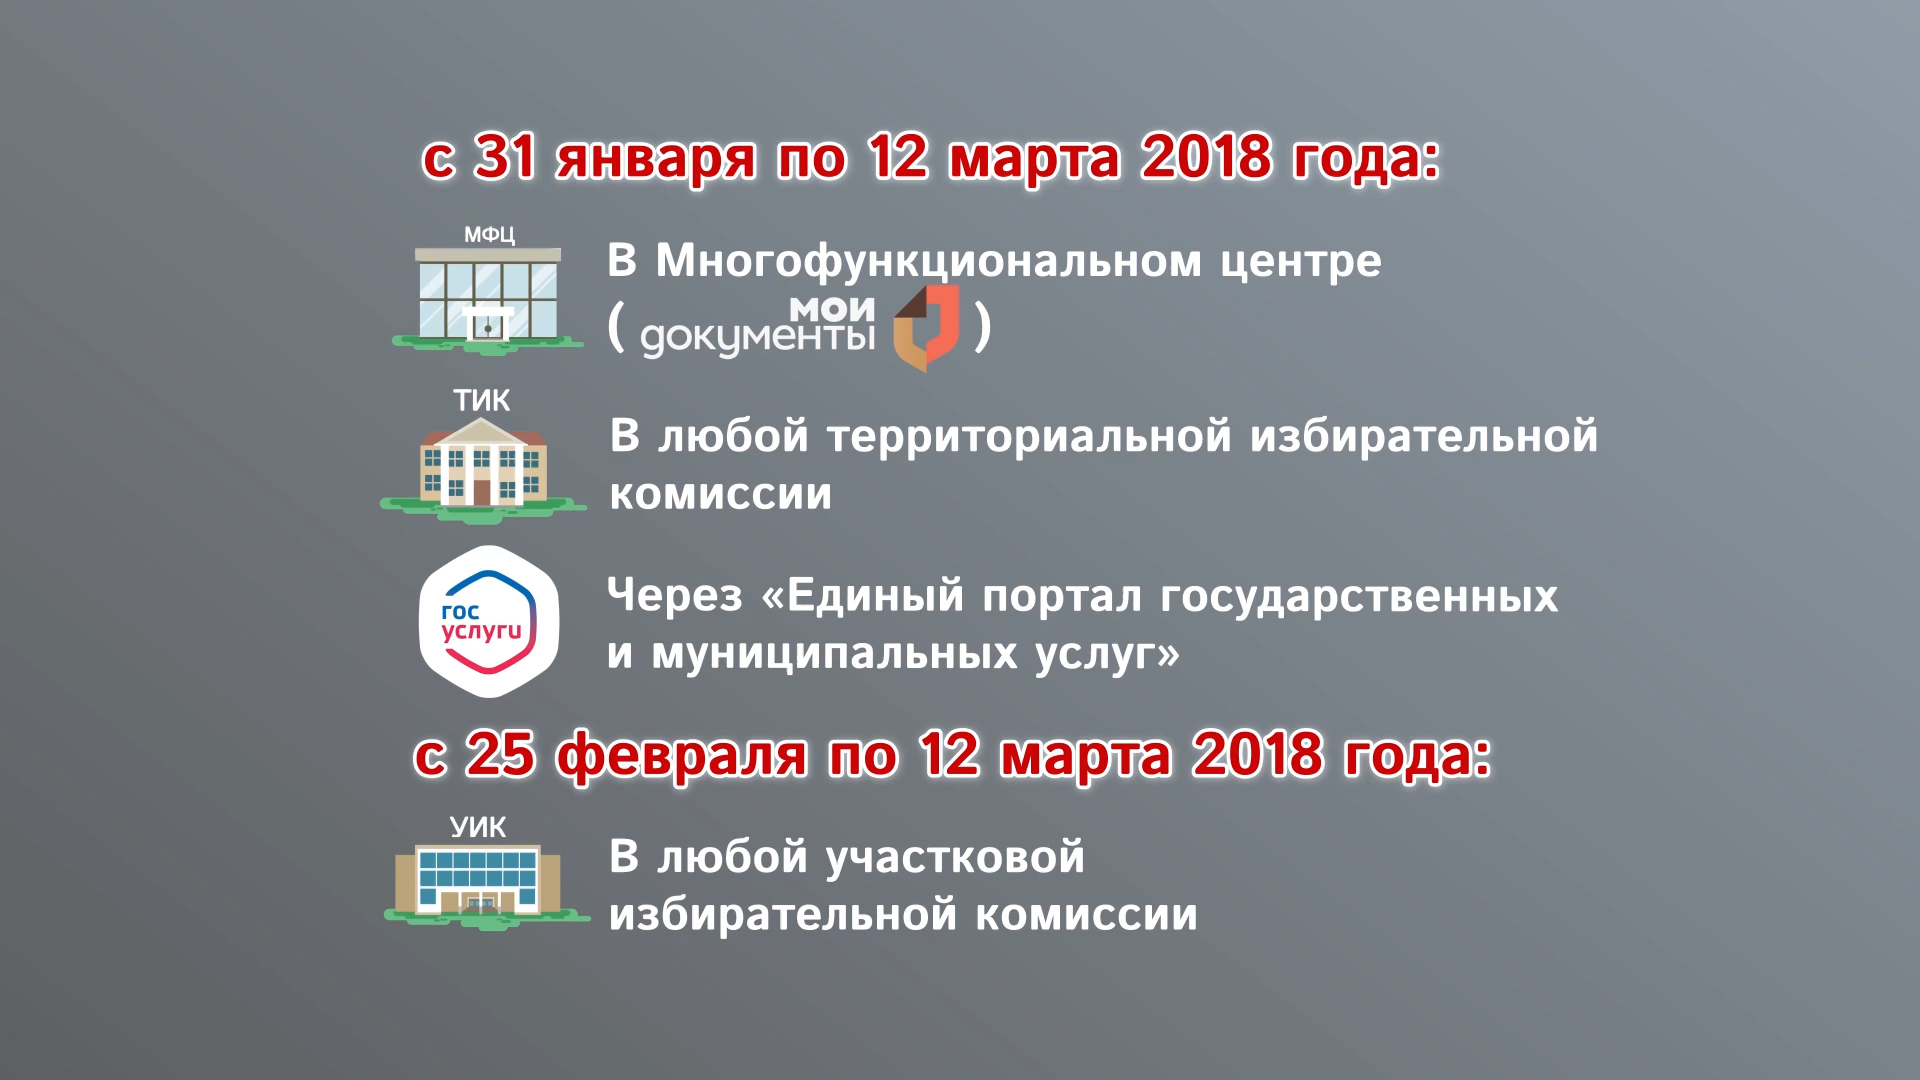 с 31 января по 12 марта 2018 года:
МФЦ
В Многофункциональном центре
( мои
документы )
ТИК
В любой территориальной избирательной
комиссии
гос
услуги
Через «Единый портал государственных
и муниципальных услуг»
с 25 февраля по 12 марта 2018 года:
УИК
В любой участковой
избирательной комиссии